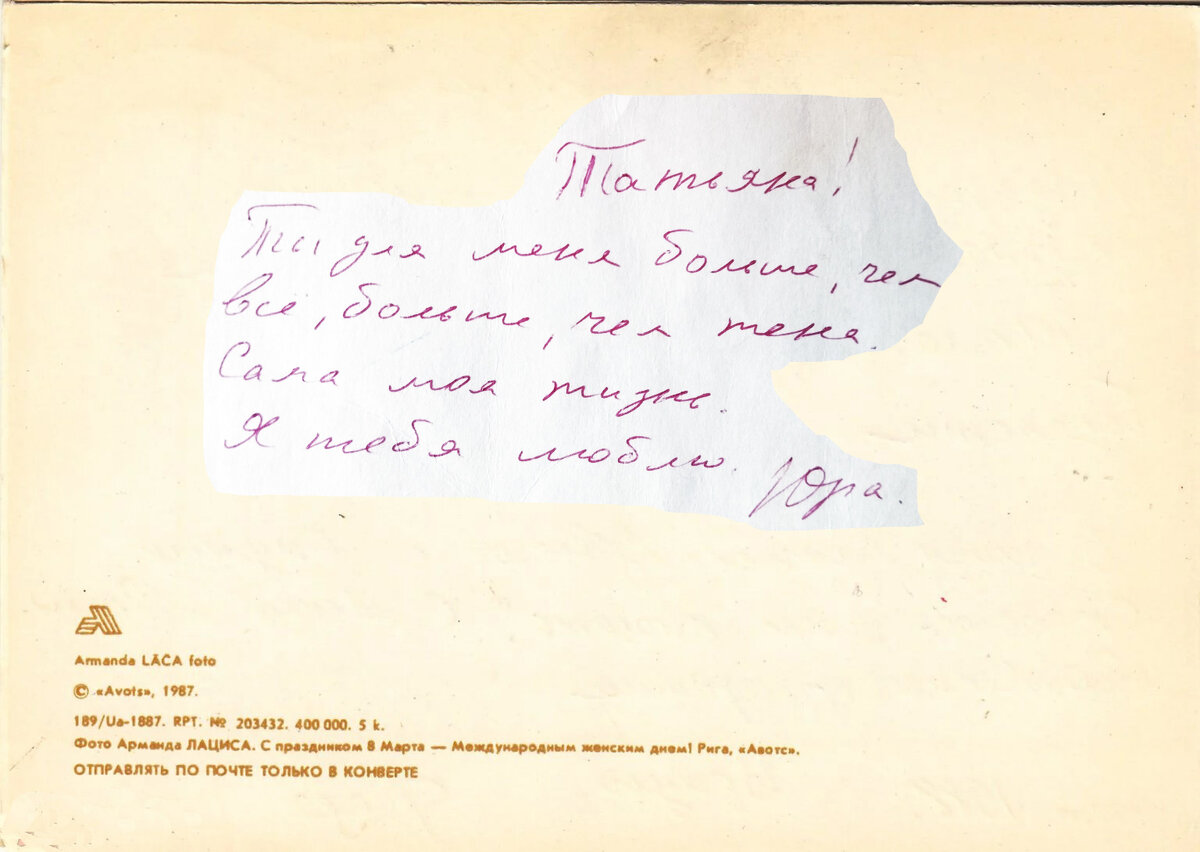 Татьяна!
Ты для меня больше, чем
всё, больше, чем жена.
Сама моя жизнь.
Я тебя люблю. Юра.
Armanda LĀČA foto
© «Avots», 1987.
189/Ua-1887. RPT. № 203432. 400 000. 5 k.
Фото Арманда ЛАЦИСА. С праздником 8 Марта — Международным женским днем! Рига, «Авотс».
ОТПРАВЛЯТЬ ПО ПОЧТЕ ТОЛЬКО В КОНВЕРТЕ